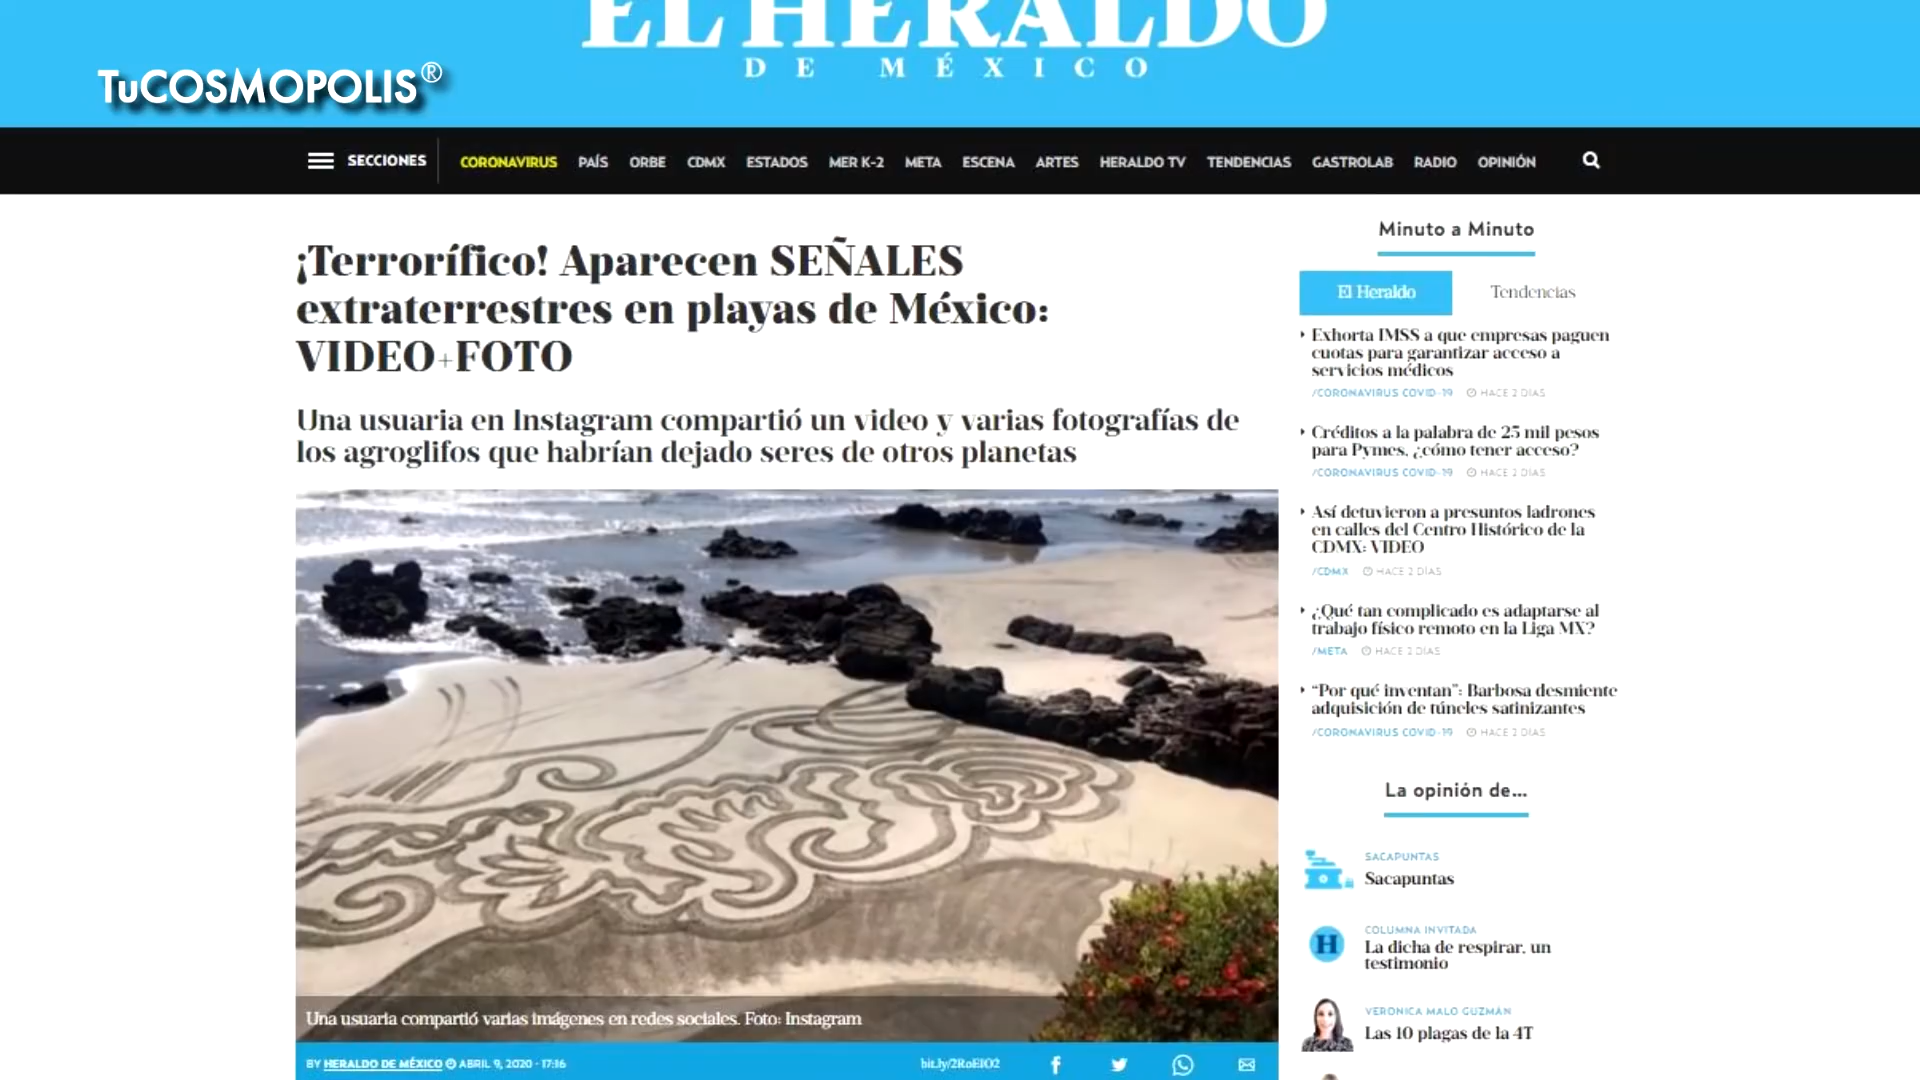 EL HERALDO
DE MÉXICO
TuCOSMOPOLIS®
SECCIONES
CORONAVIRUS PAÍS ORBE CDMX ESTADOS MER K-2 META ESCENA ARTES HERALDO TV TENDENCIAS GASTROLAB RADIO OPINIÓN
¡Terrorífico! Aparecen SEÑALES
extraterrestres en playas de México:
VIDEO+FOTO
Una usuaria en Instagram compartió un video y varias fotografías de
los agroglifos que habrían dejado seres de otros planetas
Una usuaria compartió varias imágenes en redes sociales. Foto: Instagram
BY HERALDO DE MÉXICO ABRIL 9, 2020 - 17:16
bit.ly/2RoEIO2
Minuto a Minuto
El Heraldo Tendencias
Exhorta IMSS a que empresas paguen
cuotas para garantizar acceso a
servicios médicos
/CORONAVIRUS COVID-19 HACE 2 DIAS
Créditos a la palabra de 25 mil pesos
para Pymes, ¿cómo tener acceso?
/CORONAVIRUS COVID-19 HACE 2 DIAS
Así detuvieron a presuntos ladrones
en calles del Centro Histórico de la
CDMX: VIDEO
/CDMX HACE 2 DÍAS
¿Qué tan complicado es adaptarse al
trabajo físico remoto en la Liga MX?
/META HACE 2 DIAS
“Por qué inventan”: Barbosa desmiente
adquisición de túneles satinizantes
/CORONAVIRUS COVID-19 HACE 2 DIAS
La opinión de...
SACAPUNTAS
Sacapuntas
H
COLUMNA INVITADA
La dicha de respirar, un
testimonio
VERONICA MALO GUZMÁN
Las 10 plagas de la 4T